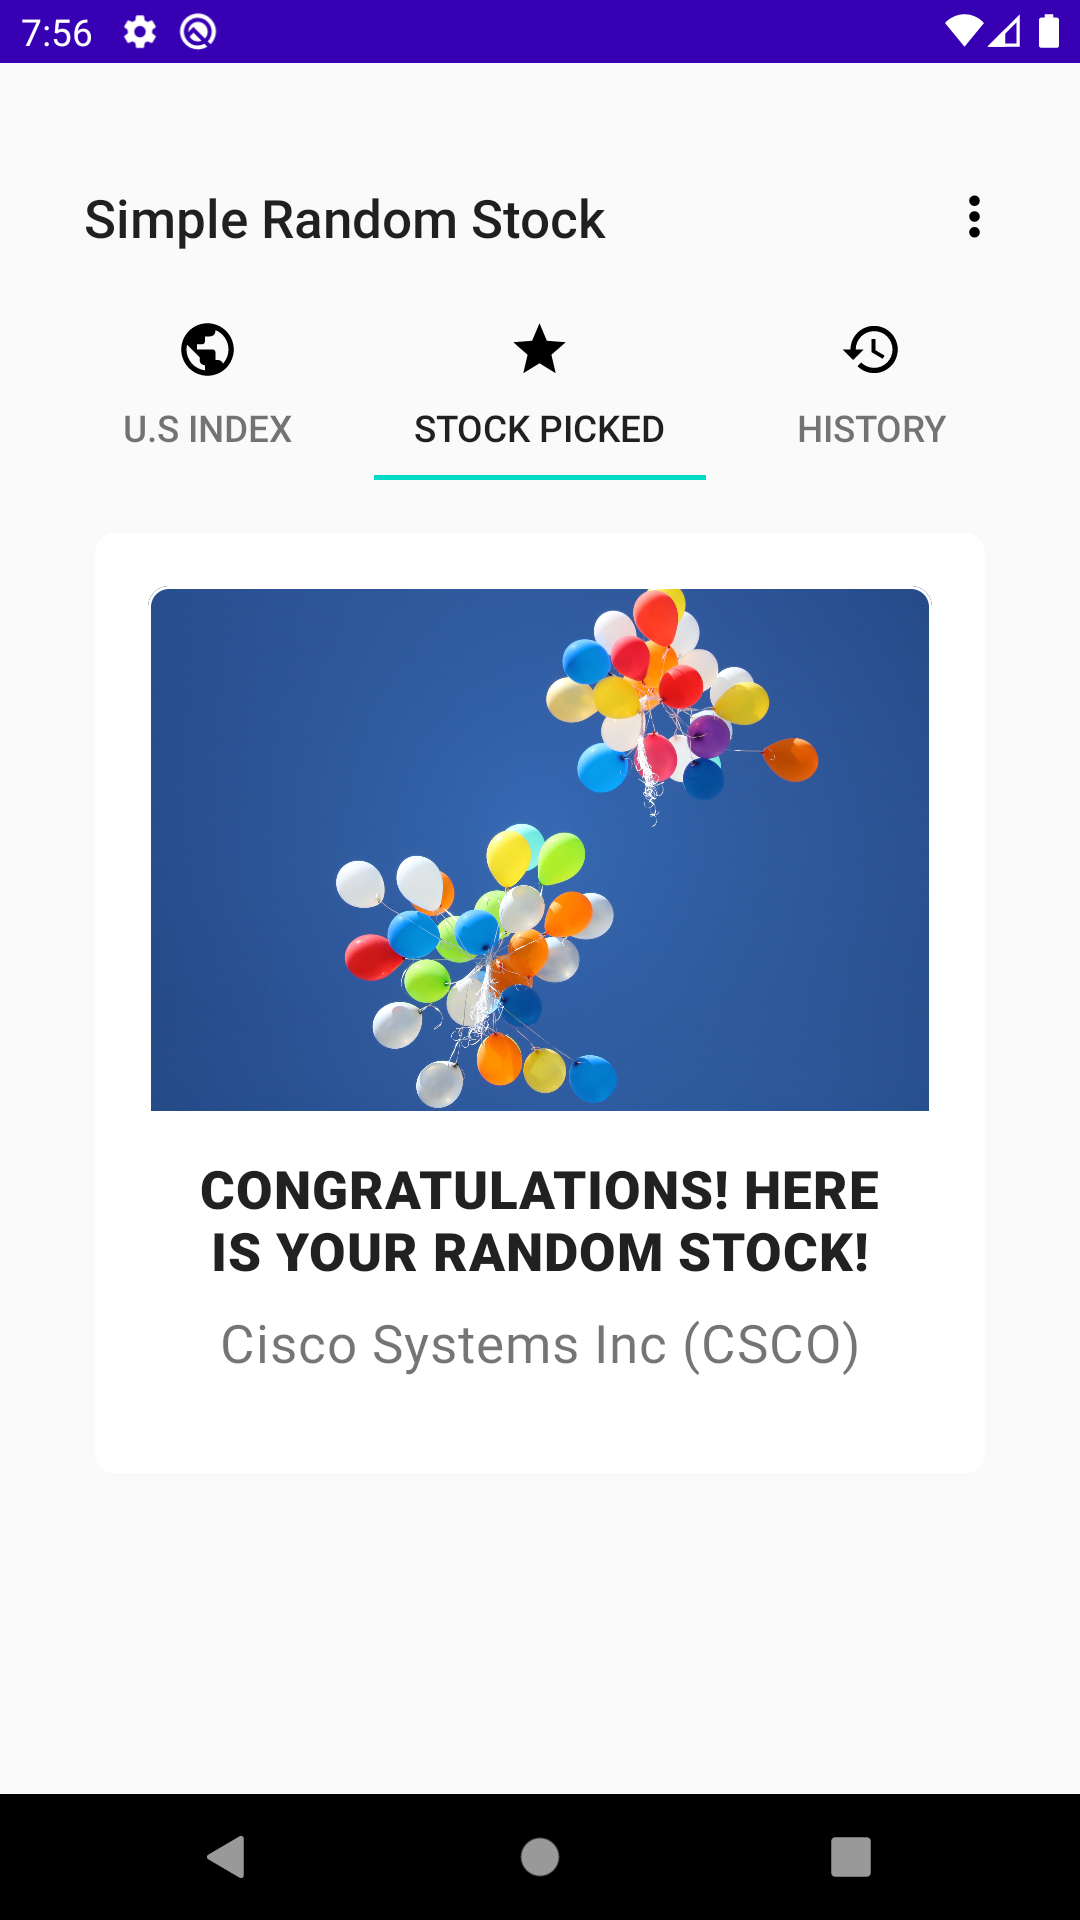 7:56
Simple Random Stock
U.S INDEX
STOCK PICKED
HISTORY
CONGRATULATIONS! HERE
IS YOUR RANDOM STOCK!
Cisco Systems Inc (CSCO)